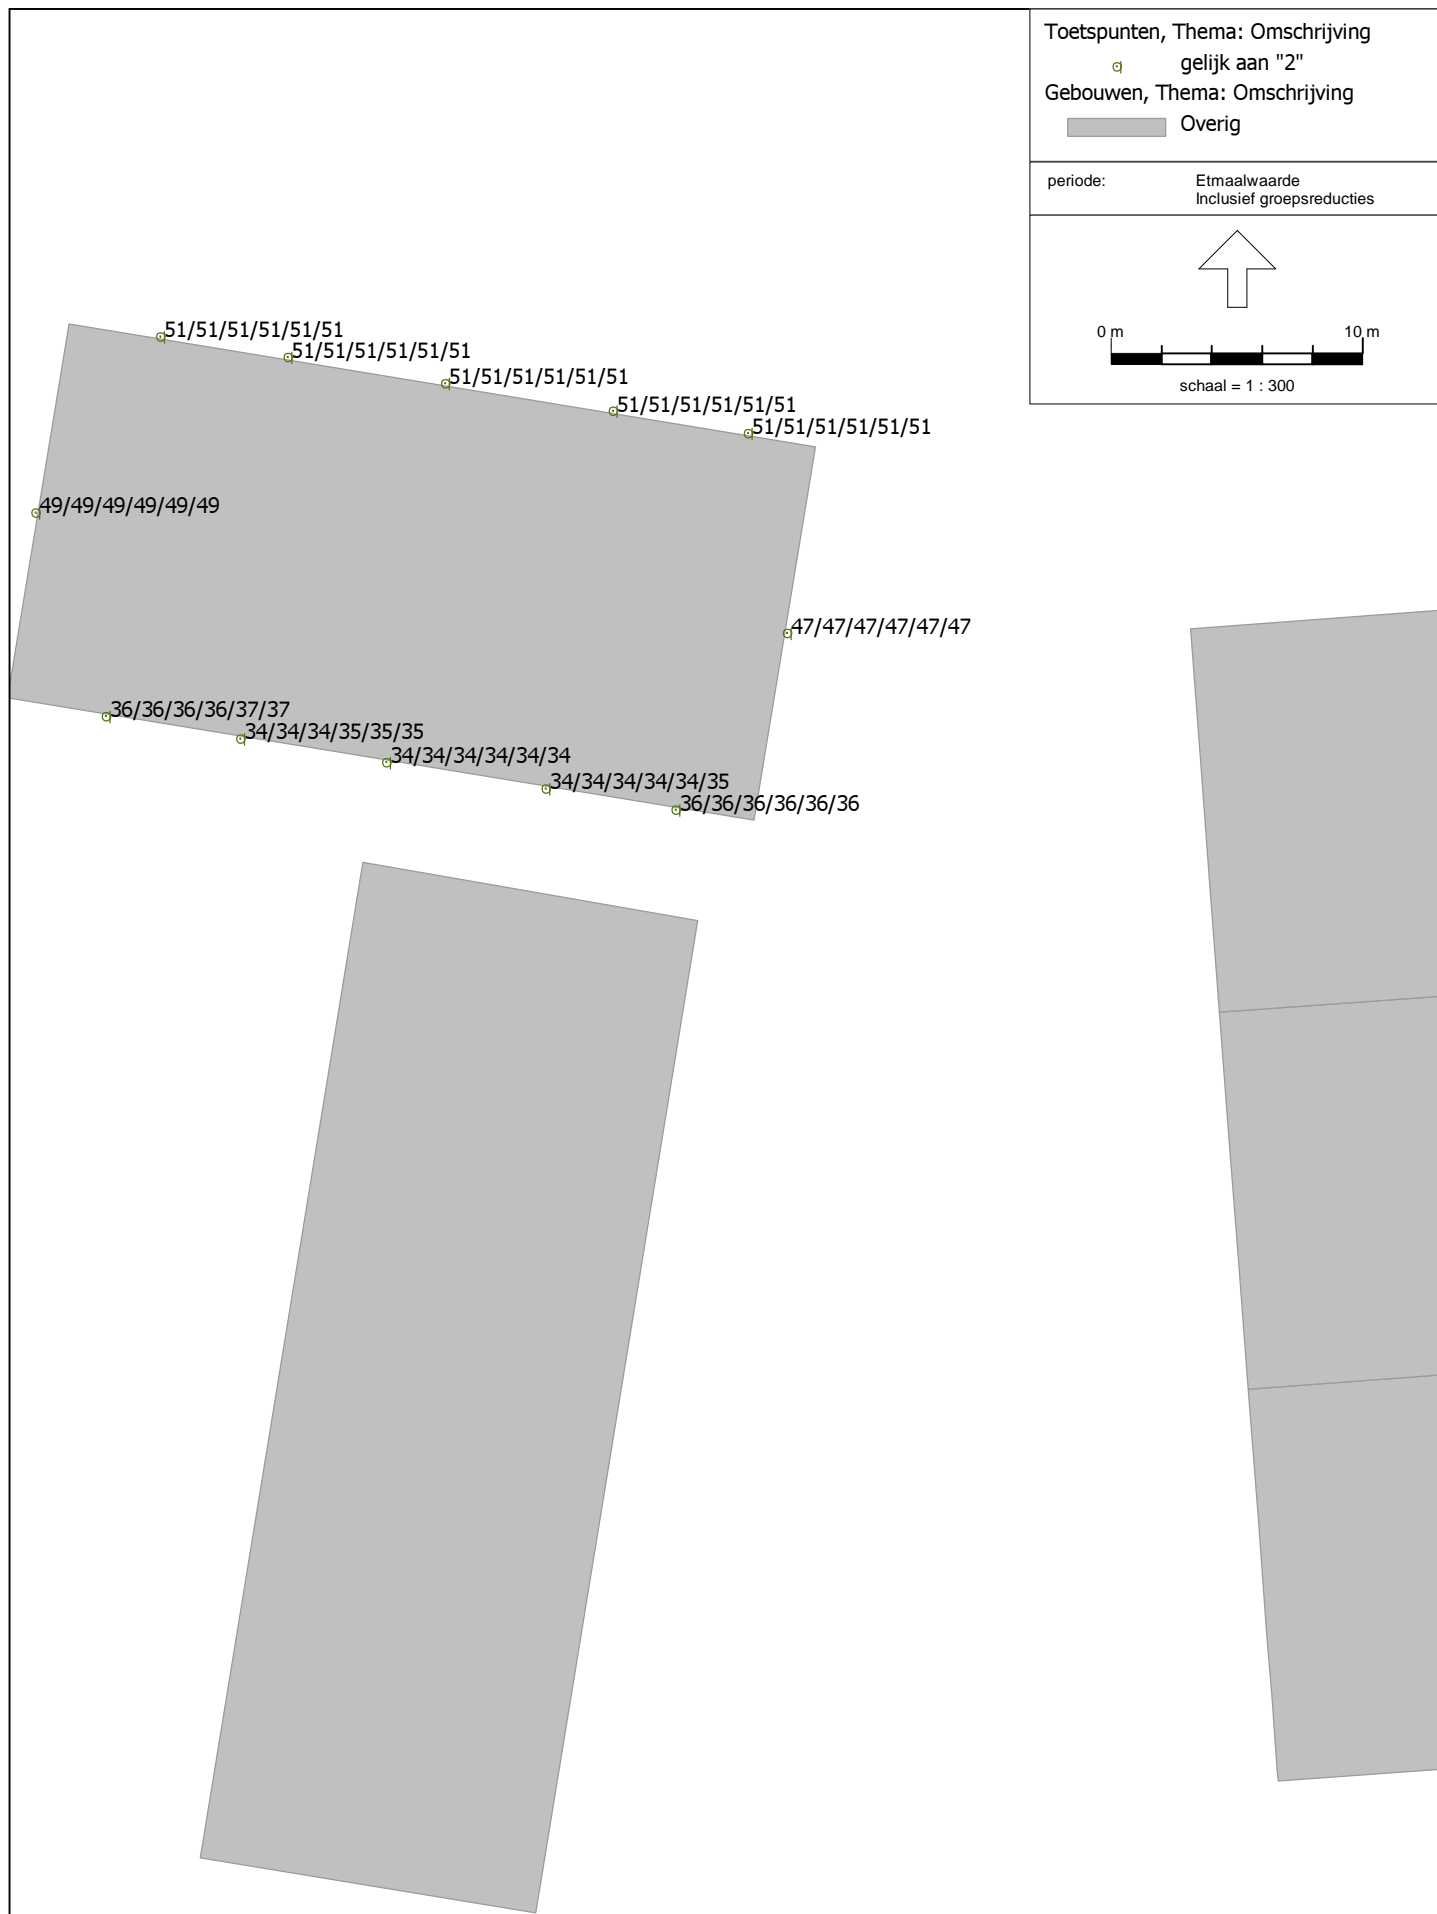 Toetspunten, Thema: Omschrijving
gelijk aan "2"
Gebouwen, Thema: Omschrijving
Overig
periode: Etmaalwaarde
Inclusief groepsreducties
0 m 10 m
schaal = 1 : 300
51/51/51/51/51/51
51/51/51/51/51/51
51/51/51/51/51/51
51/51/51/51/51/51
51/51/51/51/51/51
49/49/49/49/49/49
47/47/47/47/47/47
36/36/36/36/37/37
34/34/34/35/35/35
34/34/34/34/34/34
34/34/34/34/34/35
36/36/36/36/36/36